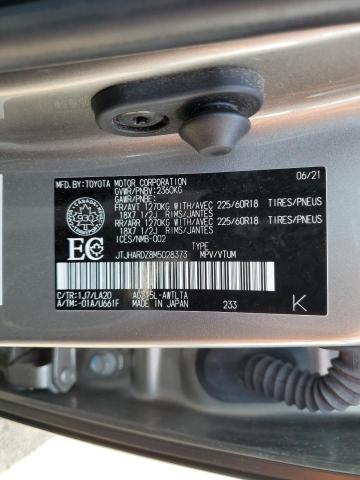 MFD.BY:TOYOTA MOTOR CORPORATION 06/21
GVWR/PNBV:2360KG
GAWR/PNBE:
FR/AVT 1270KG WITH/AVEC 225/60R18 TIRES/PNEUS
18X7 1/2J RIMS/JANTES
RR/ARR 1270KG WITH/AVEC 225/60R18 TIRES/PNEUS
18X7 1/2J RIMS/JANTES
ICES/NMB-002
TYPE
JTJHARDZ8M5028373 MPV/VTUM
EC
C/TR:1J7/LA20
A/TM:-01A/U661F
MADE IN JAPAN 233 K